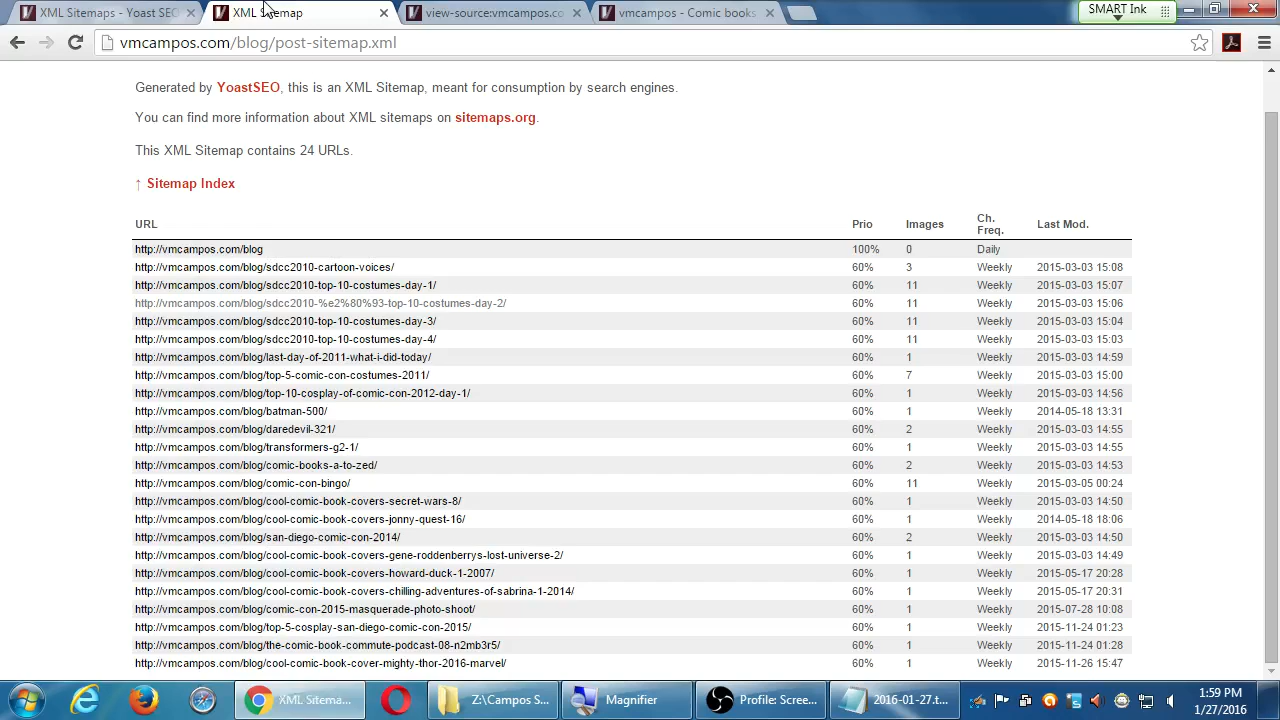 XML Sitemaps - Yoast SEO
XML Sitemap
view-source:vmcampos.co
vmcampos - Comic books
SMART Ink
vmcampos.com/blog/post-sitemap.xml
Generated by YoastSEO, this is an XML Sitemap, meant for consumption by search engines.
You can find more information about XML sitemaps on sitemaps.org.
This XML Sitemap contains 24 URLs.
↑ Sitemap Index
URL Prio Images Ch. Freq. Last Mod.
http://vmcampos.com/blog 100% 0 Daily
http://vmcampos.com/blog/sdcc2010-cartoon-voices/ 60% 3 Weekly 2015-03-03 15:08
http://vmcampos.com/blog/sdcc2010-top-10-costumes-day-1/ 60% 11 Weekly 2015-03-03 15:07
http://vmcampos.com/blog/sdcc2010-%e2%80%93-top-10-costumes-day-2/ 60% 11 Weekly 2015-03-03 15:06
http://vmcampos.com/blog/sdcc2010-top-10-costumes-day-3/ 60% 11 Weekly 2015-03-03 15:04
http://vmcampos.com/blog/sdcc2010-top-10-costumes-day-4/ 60% 11 Weekly 2015-03-03 15:03
http://vmcampos.com/blog/last-day-of-2011-what-i-did-today/ 60% 1 Weekly 2015-03-03 14:59
http://vmcampos.com/blog/top-5-comic-con-costumes-2011/ 60% 7 Weekly 2015-03-03 15:00
http://vmcampos.com/blog/top-10-cosplay-of-comic-con-2012-day-1/ 60% 1 Weekly 2015-03-03 14:56
http://vmcampos.com/blog/batman-500/ 60% 1 Weekly 2014-05-18 13:31
http://vmcampos.com/blog/daredevil-321/ 60% 2 Weekly 2015-03-03 14:55
http://vmcampos.com/blog/transformers-g2-1/ 60% 1 Weekly 2015-03-03 14:55
http://vmcampos.com/blog/comic-books-a-to-zed/ 60% 2 Weekly 2015-03-03 14:53
http://vmcampos.com/blog/comic-con-bingo/ 60% 11 Weekly 2015-03-05 00:24
http://vmcampos.com/blog/cool-comic-book-covers-secret-wars-8/ 60% 1 Weekly 2015-03-03 14:50
http://vmcampos.com/blog/cool-comic-book-covers-jonny-quest-16/ 60% 1 Weekly 2014-05-18 18:06
http://vmcampos.com/blog/san-diego-comic-con-2014/ 60% 2 Weekly 2015-03-03 14:50
http://vmcampos.com/blog/cool-comic-book-covers-gene-roddenberrys-lost-universe-2/ 60% 1 Weekly 2015-03-03 14:49
http://vmcampos.com/blog/cool-comic-book-covers-howard-duck-1-2007/ 60% 1 Weekly 2015-05-17 20:28
http://vmcampos.com/blog/cool-comic-book-covers-chilling-adventures-of-sabrina-1-2014/ 60% 1 Weekly 2015-05-17 20:31
http://vmcampos.com/blog/comic-con-2015-masquerade-photo-shoot/ 60% 1 Weekly 2015-07-28 10:08
http://vmcampos.com/blog/top-5-cosplay-san-diego-comic-con-2015/ 60% 1 Weekly 2015-11-24 01:23
http://vmcampos.com/blog/the-comic-book-commute-podcast-08-n2mb3r5/ 60% 1 Weekly 2015-11-24 01:28
http://vmcampos.com/blog/cool-comic-book-cover-mighty-thor-2016-marvel/ 60% 1 Weekly 2015-11-26 15:47
XML Sitema...
Z:\Campos S...
Magnifier
Profile: Scree...
2016-01-27.t...
1:59 PM
1/27/2016